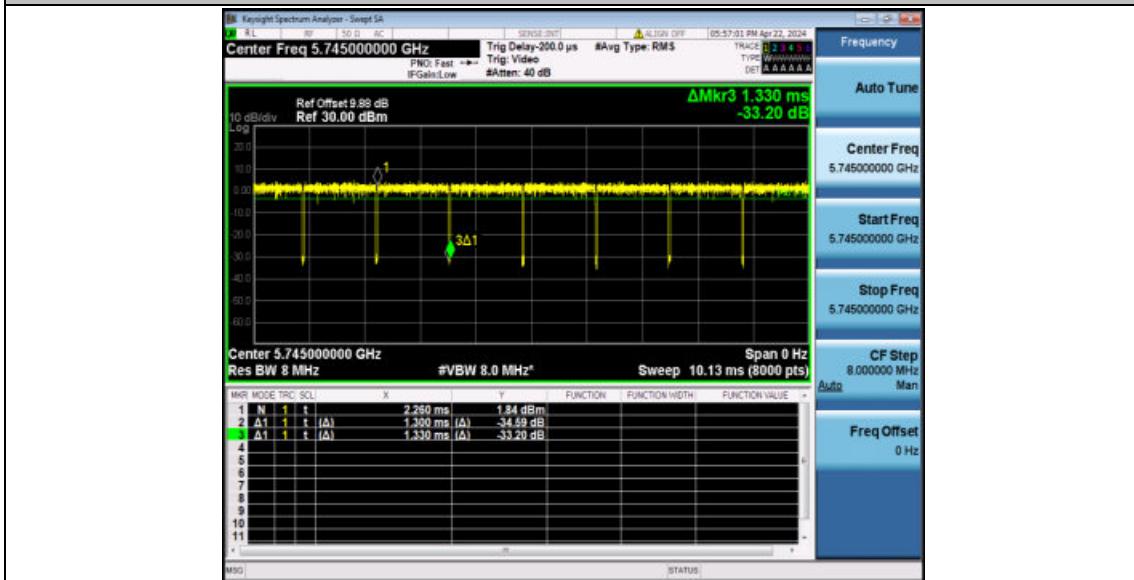 Keysight Spectrum Analyzer - Swept SA
RL RF 50 Ω AC SENSE:INT ALIGN OFF 05:57:01 PM Apr 22, 2024
Center Freq 5.745000000 GHz
PNO: Fast
IFGain:Low
Trig Delay-200.0 µs
Trig: Video
#Atten: 40 dB
#Avg Type: RMS
TRACE 1 2 3 4 5 6
TYPE
DET A A A A A A
Frequency
Auto Tune
Center Freq
5.745000000 GHz
Start Freq
5.745000000 GHz
Stop Freq
5.745000000 GHz
CF Step
8.000000 MHz
Auto Man
Freq Offset
0 Hz
ΔMkr3 1.330 ms
-33.20 dB
Ref Offset 9.88 dB
10 dB/div Ref 30.00 dBm
Log
20.0
10.0
0.00
-10.0
-20.0
-30.0
-40.0
-50.0
-60.0
1
3Δ1
Center 5.745000000 GHz Span 0 Hz
Res BW 8 MHz #VBW 8.0 MHz* Sweep 10.13 ms (8000 pts)
MKR MODE TRC SCL X Y FUNCTION FUNCTION WIDTH FUNCTION VALUE
1 N 1 t 2.260 ms 1.84 dBm
2 Δ1 1 t (Δ) 1.300 ms (Δ) -34.59 dB
3 Δ1 1 t (Δ) 1.330 ms (Δ) -33.20 dB
4
5
6
7
8
9
10
11
MSG STATUS